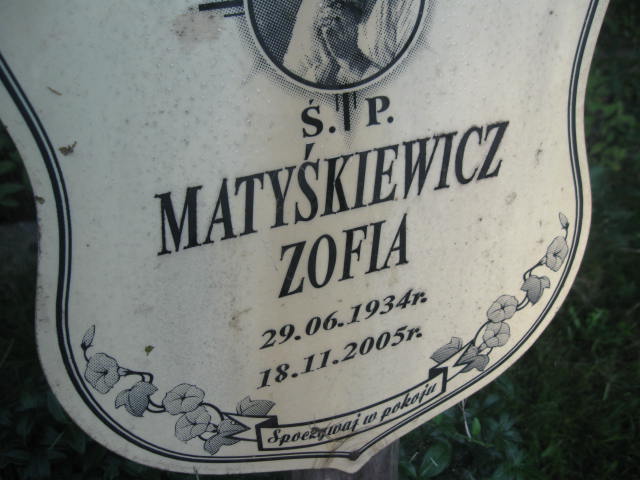 Ś. P.
MATYŚKIEWICZ
ZOFIA
29.06.1934r.
18.11.2005r.
Spoczywaj w pokoju